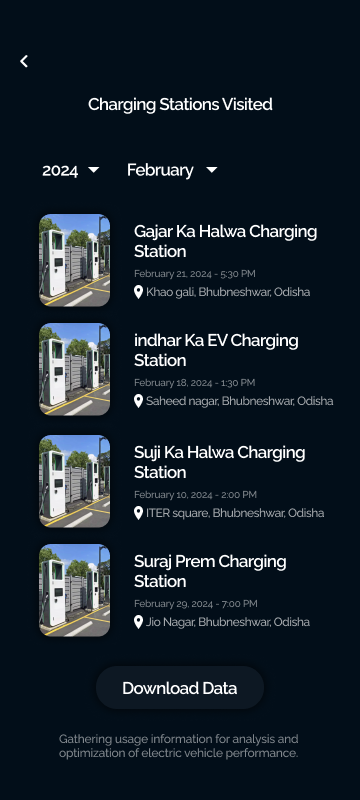 Charging Stations Visited
2024 February
Gajar Ka Halwa Charging
Station
February 21, 2024 - 5:30 PM
Khao gali, Bhubneshwar, Odisha
indhar Ka EV Charging
Station
February 18, 2024 - 1:30 PM
Saheed nagar, Bhubneshwar, Odisha
Suji Ka Halwa Charging
Station
February 10, 2024 - 2:00 PM
ITER square, Bhubneshwar, Odisha
Suraj Prem Charging
Station
February 29, 2024 - 7:00 PM
Jio Nagar, Bhubneshwar, Odisha
Download Data
Gathering usage information for analysis and
optimization of electric vehicle performance.